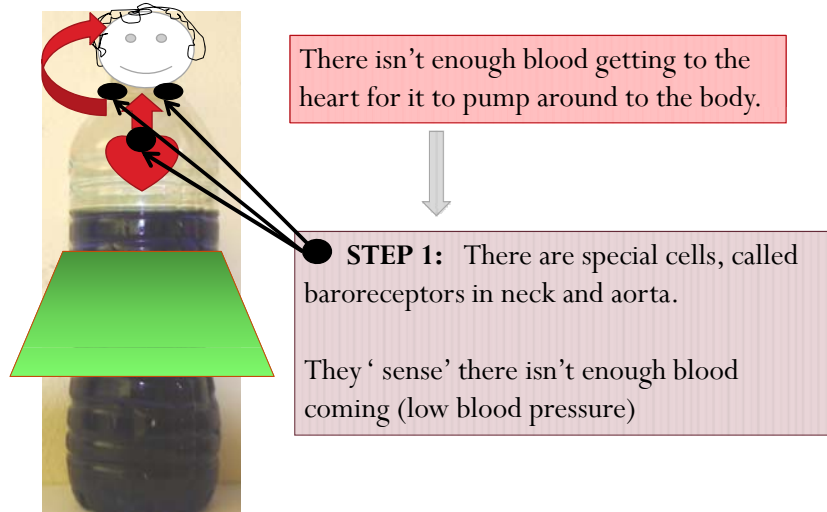 There isn’t enough blood getting to the
heart for it to pump around to the body.
STEP 1: There are special cells, called
baroreceptors in neck and aorta.
They ‘ sense’ there isn’t enough blood
coming (low blood pressure)